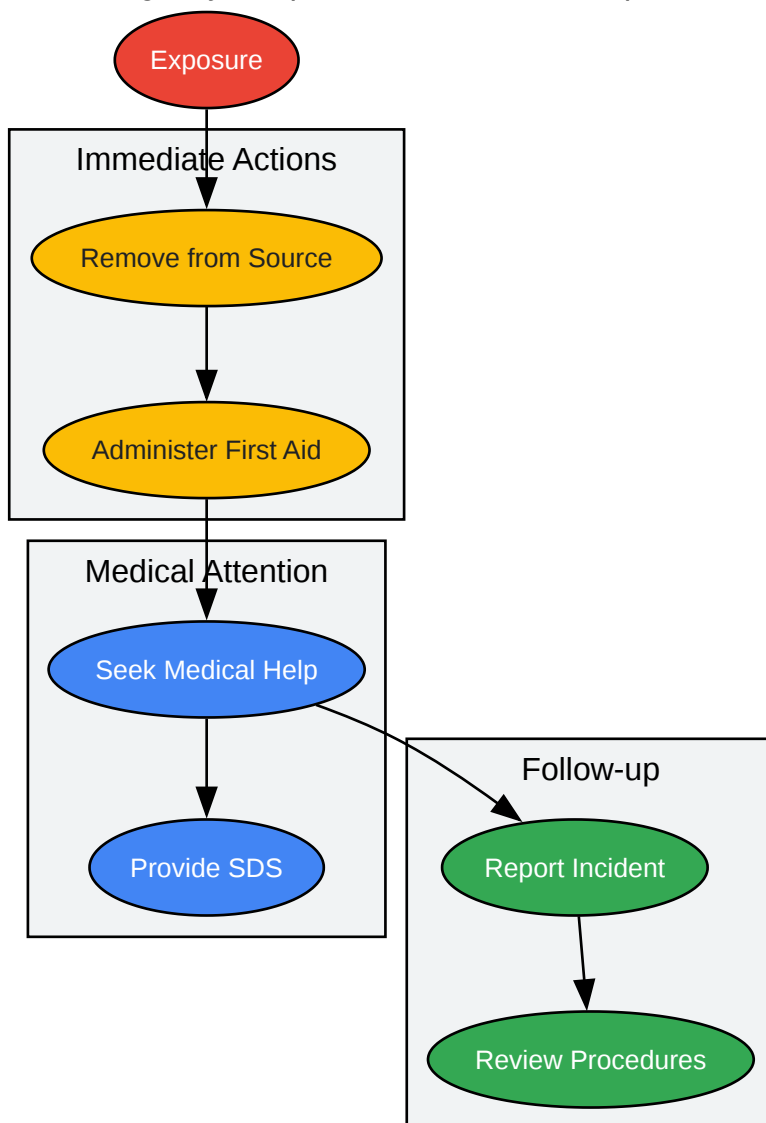 Exposure
Immediate Actions
Remove from Source
Administer First Aid
Medical Attention
Seek Medical Help
Follow-up
Provide SDS
Report Incident
Review Procedures